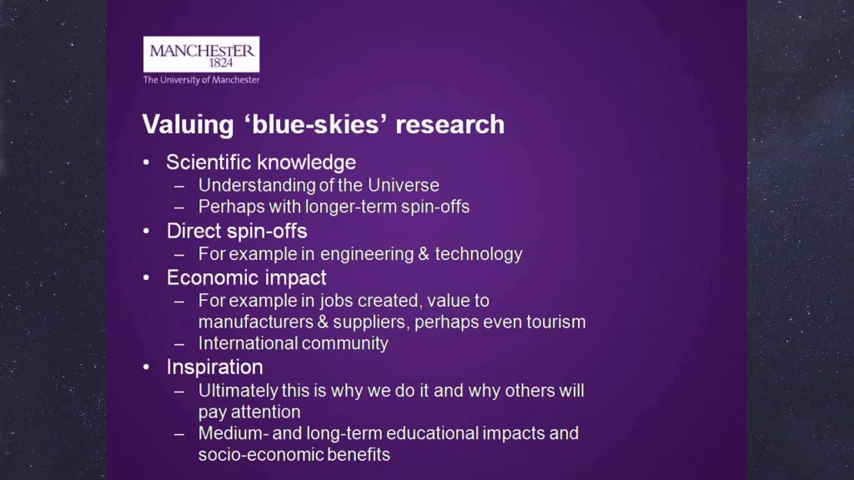 MANCHESTER
1824
The University of Manchester
Valuing ‘blue-skies’ research
• Scientific knowledge
– Understanding of the Universe
– Perhaps with longer-term spin-offs
• Direct spin-offs
– For example in engineering & technology
• Economic impact
– For example in jobs created, value to
manufacturers & suppliers, perhaps even tourism
– International community
• Inspiration
– Ultimately this is why we do it and why others will
pay attention
– Medium- and long-term educational impacts and
socio-economic benefits